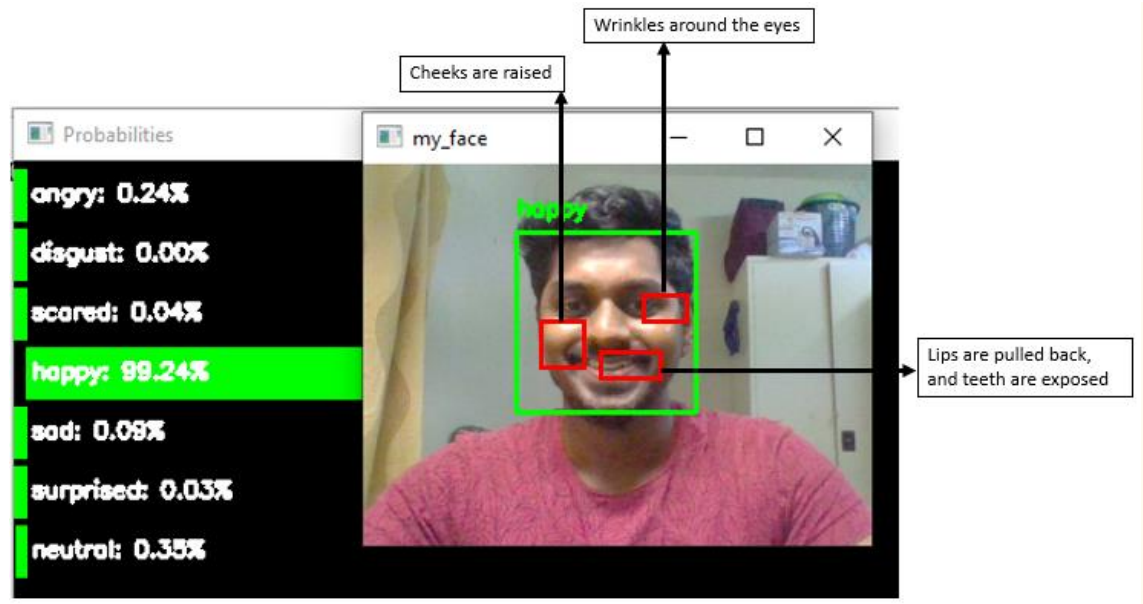 Wrinkles around the eyes
Cheeks are raised
Probabilities
my_face
angry: 0.24%
disgust: 0.00%
scared: 0.04%
happy: 99.24%
sad: 0.09%
surprised: 0.03%
neutral: 0.35%
happy
Lips are pulled back,
and teeth are exposed